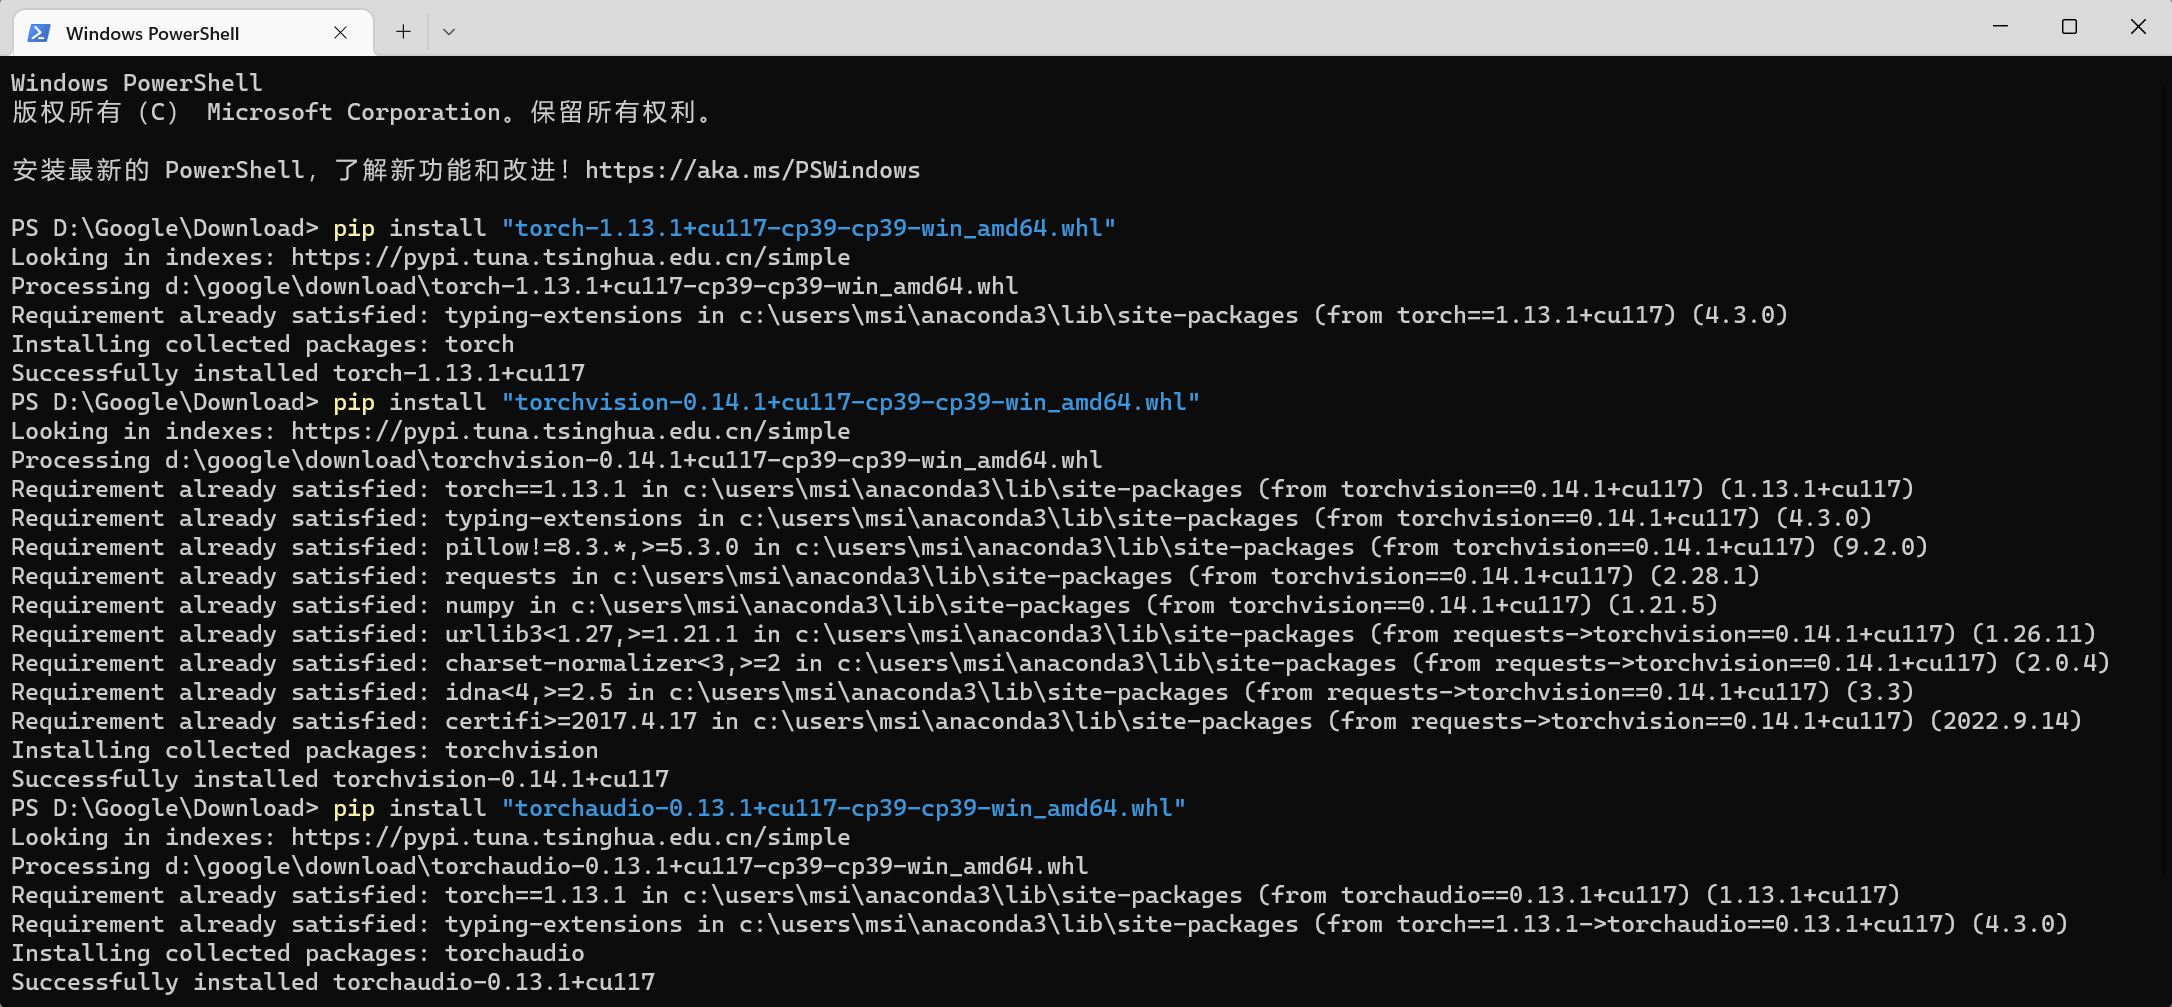 Windows PowerShell
Windows PowerShell
版权所有 (C) Microsoft Corporation。保留所有权利。
安装最新的 PowerShell，了解新功能和改进！https://aka.ms/PSWindows
PS D:\Google\Download> pip install "torch-1.13.1+cu117-cp39-cp39-win_amd64.whl"
Looking in indexes: https://pypi.tuna.tsinghua.edu.cn/simple
Processing d:\google\download\torch-1.13.1+cu117-cp39-cp39-win_amd64.whl
Requirement already satisfied: typing-extensions in c:\users\msi\anaconda3\lib\site-packages (from torch==1.13.1+cu117) (4.3.0)
Installing collected packages: torch
Successfully installed torch-1.13.1+cu117
PS D:\Google\Download> pip install "torchvision-0.14.1+cu117-cp39-cp39-win_amd64.whl"
Looking in indexes: https://pypi.tuna.tsinghua.edu.cn/simple
Processing d:\google\download\torchvision-0.14.1+cu117-cp39-cp39-win_amd64.whl
Requirement already satisfied: torch==1.13.1 in c:\users\msi\anaconda3\lib\site-packages (from torchvision==0.14.1+cu117) (1.13.1+cu117)
Requirement already satisfied: typing-extensions in c:\users\msi\anaconda3\lib\site-packages (from torchvision==0.14.1+cu117) (4.3.0)
Requirement already satisfied: pillow!=8.3.*,>=5.3.0 in c:\users\msi\anaconda3\lib\site-packages (from torchvision==0.14.1+cu117) (9.2.0)
Requirement already satisfied: requests in c:\users\msi\anaconda3\lib\site-packages (from torchvision==0.14.1+cu117) (2.28.1)
Requirement already satisfied: numpy in c:\users\msi\anaconda3\lib\site-packages (from torchvision==0.14.1+cu117) (1.21.5)
Requirement already satisfied: urllib3<1.27,>=1.21.1 in c:\users\msi\anaconda3\lib\site-packages (from requests->torchvision==0.14.1+cu117) (1.26.11)
Requirement already satisfied: charset-normalizer<3,>=2 in c:\users\msi\anaconda3\lib\site-packages (from requests->torchvision==0.14.1+cu117) (2.0.4)
Requirement already satisfied: idna<4,>=2.5 in c:\users\msi\anaconda3\lib\site-packages (from requests->torchvision==0.14.1+cu117) (3.3)
Requirement already satisfied: certifi>=2017.4.17 in c:\users\msi\anaconda3\lib\site-packages (from requests->torchvision==0.14.1+cu117) (2022.9.14)
Installing collected packages: torchvision
Successfully installed torchvision-0.14.1+cu117
PS D:\Google\Download> pip install "torchaudio-0.13.1+cu117-cp39-cp39-win_amd64.whl"
Looking in indexes: https://pypi.tuna.tsinghua.edu.cn/simple
Processing d:\google\download\torchaudio-0.13.1+cu117-cp39-cp39-win_amd64.whl
Requirement already satisfied: torch==1.13.1 in c:\users\msi\anaconda3\lib\site-packages (from torchaudio==0.13.1+cu117) (1.13.1+cu117)
Requirement already satisfied: typing-extensions in c:\users\msi\anaconda3\lib\site-packages (from torch==1.13.1->torchaudio==0.13.1+cu117) (4.3.0)
Installing collected packages: torchaudio
Successfully installed torchaudio-0.13.1+cu117